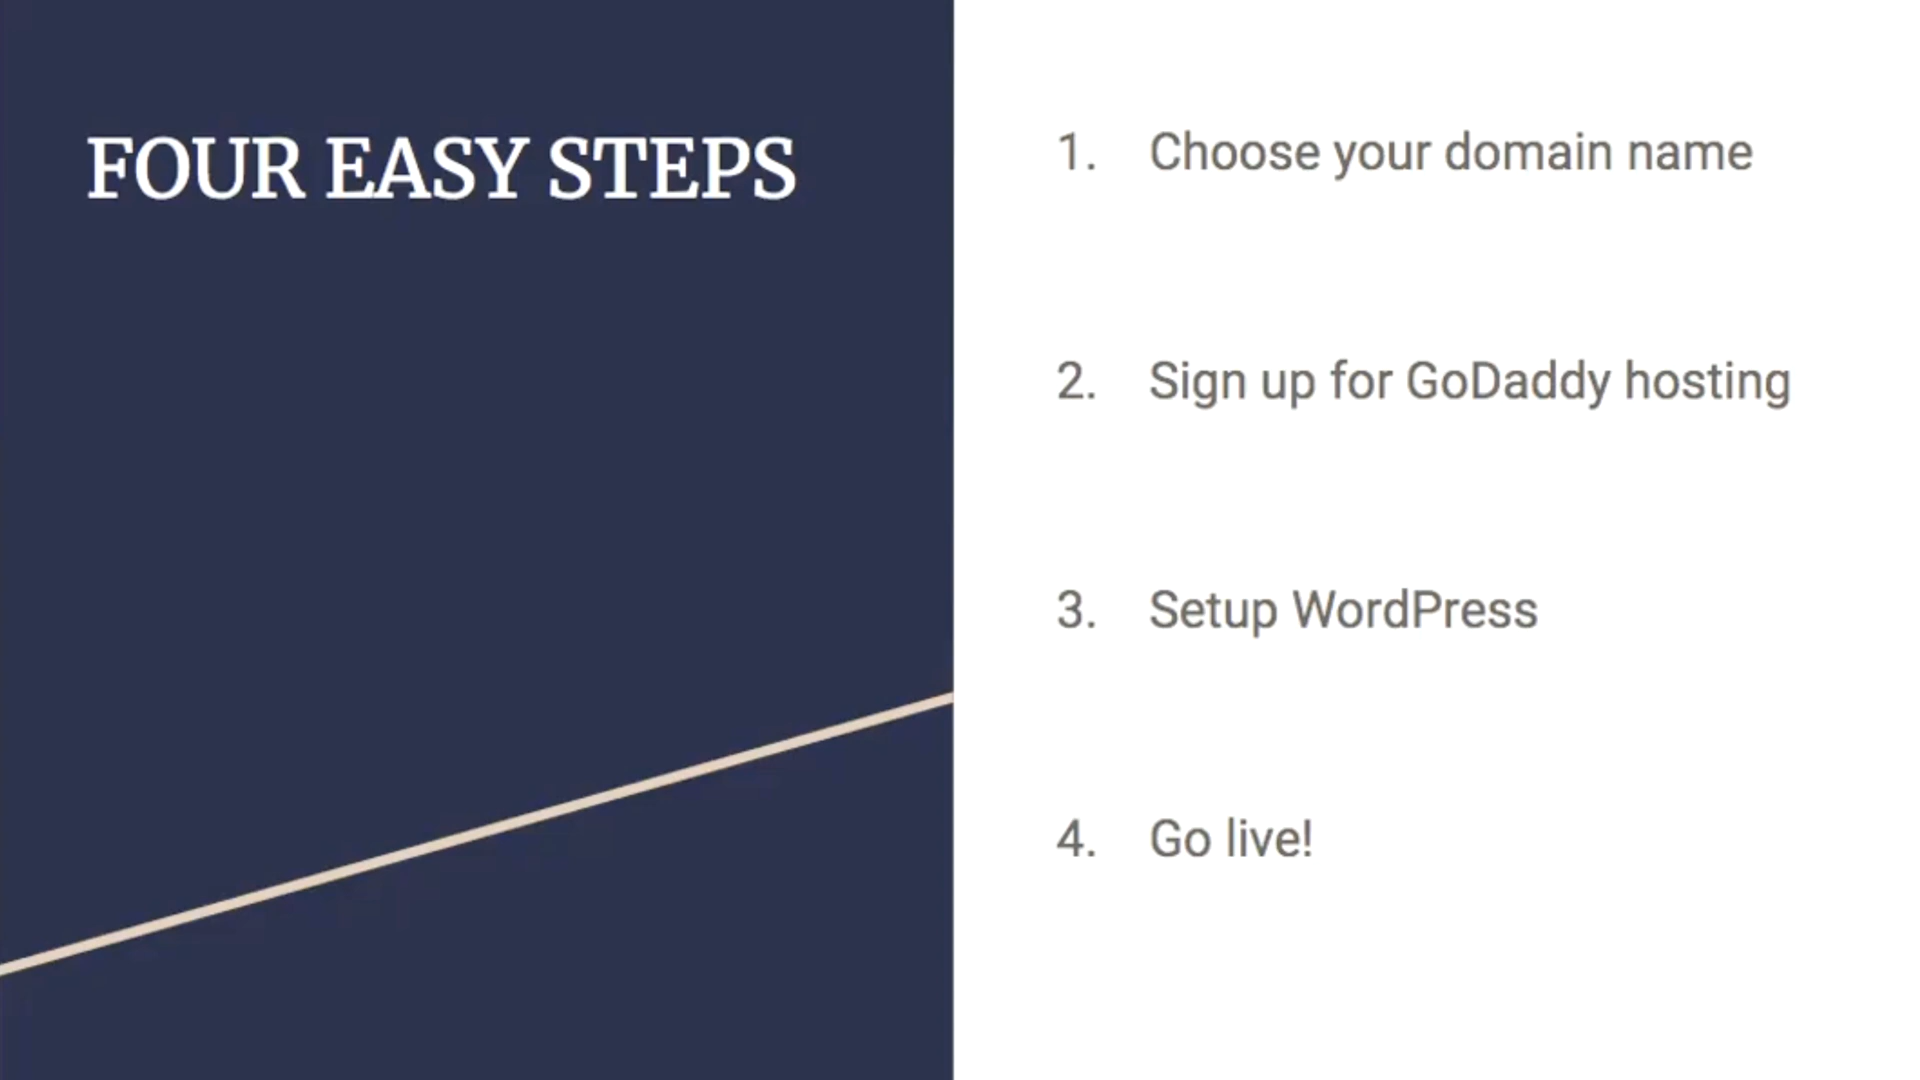 FOUR EASY STEPS
1. Choose your domain name
2. Sign up for GoDaddy hosting
3. Setup WordPress
4. Go live!